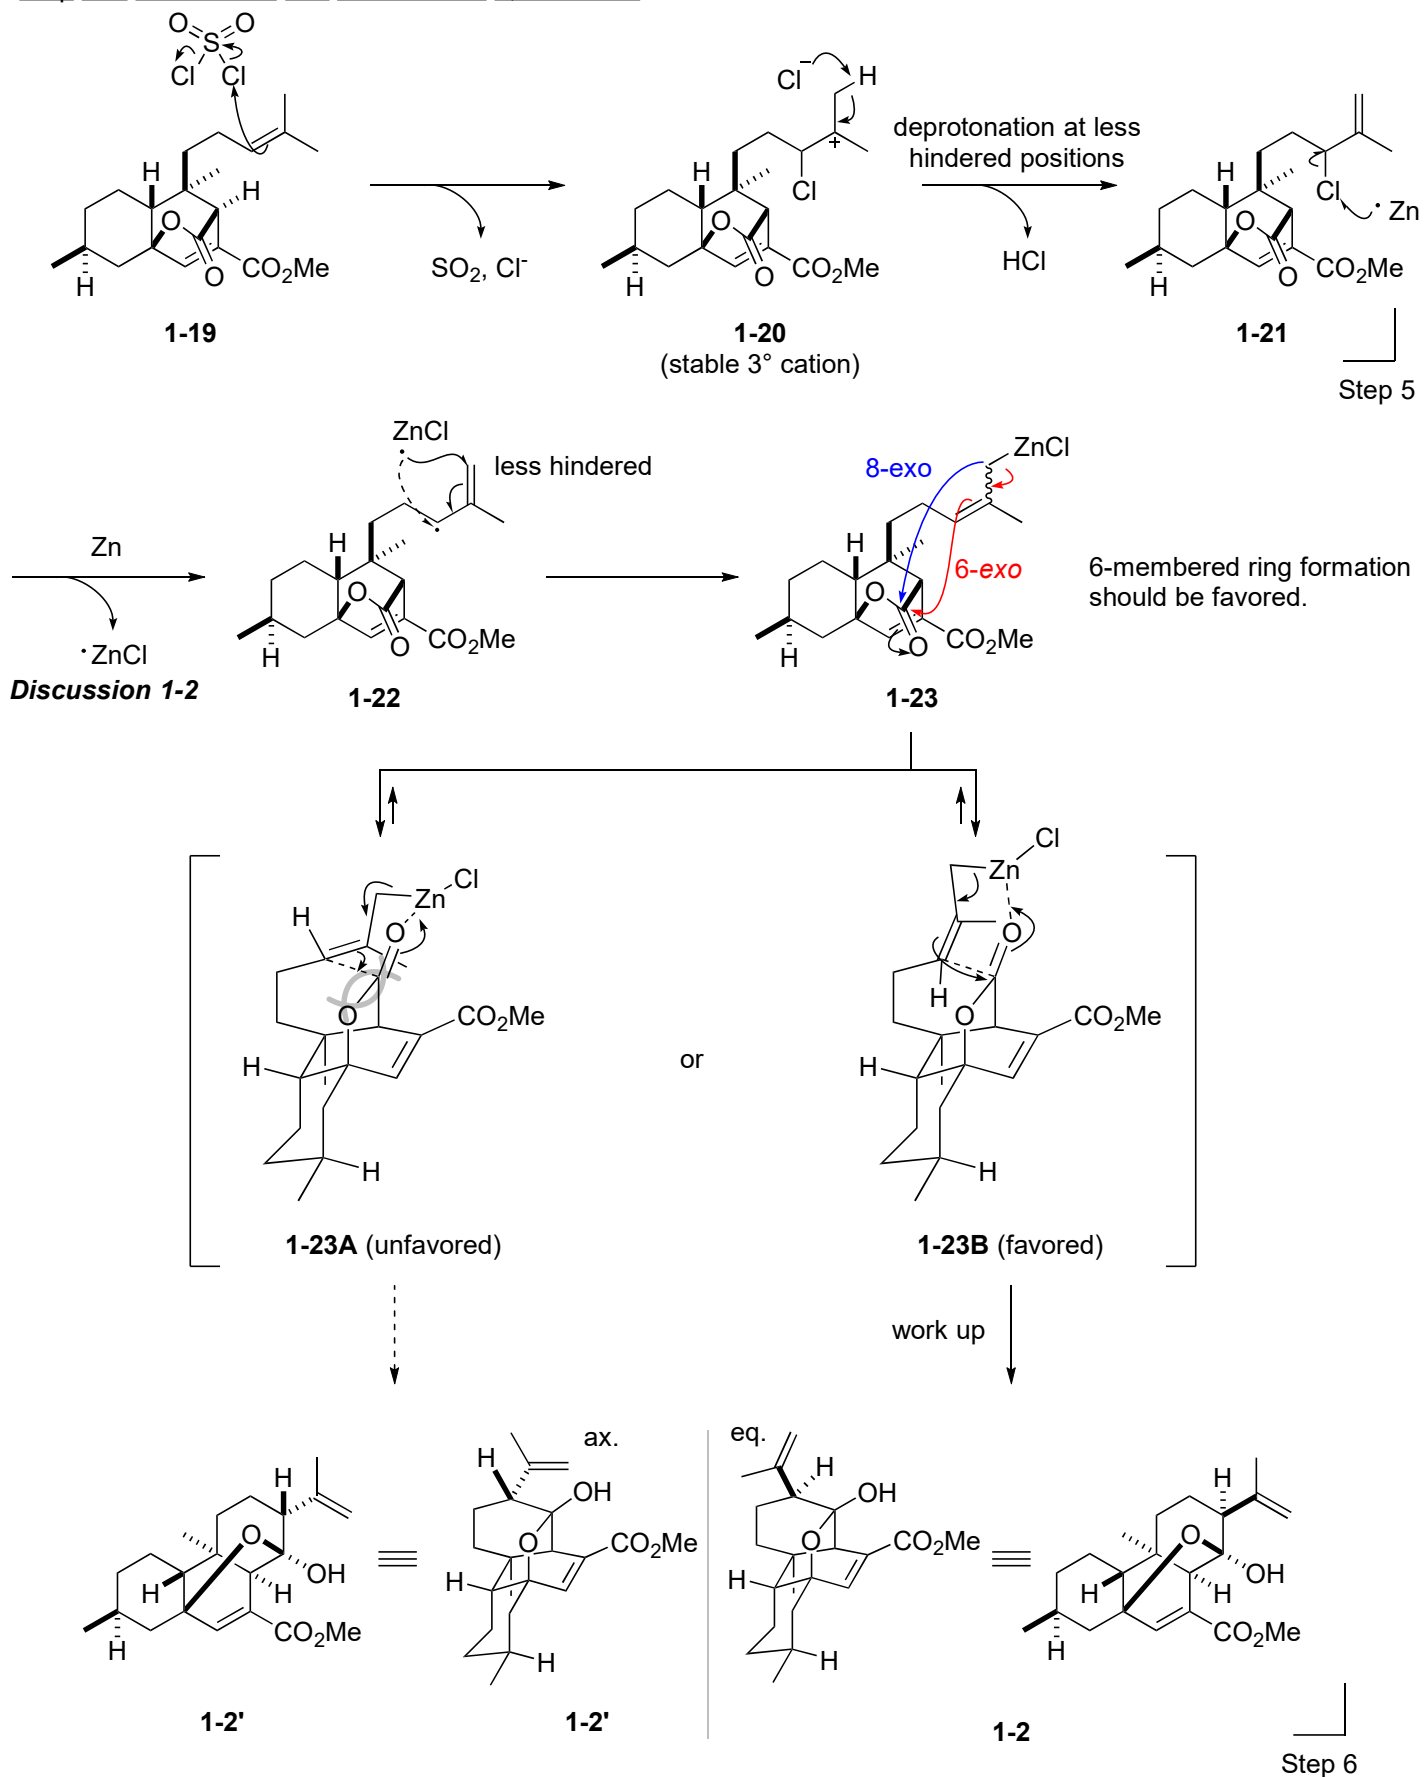 O O
S
Cl Cl
H H
O
O CO2Me
H
1-19
SO2, Cl-
Cl- H
+
Cl
H
O
O CO2Me
H
1-20
(stable 3° cation)
deprotonation at less
hindered positions
HCl
H
Cl
· Zn
O
O CO2Me
H
1-21
Step 5
Zn
· ZnCl
Discussion 1-2
ZnCl
less hindered
H
O
O CO2Me
H
1-22
8-exo
ZnCl
6-exo
H
O
O CO2Me
H
1-23
6-membered ring formation
should be favored.
Cl
Zn
H
O
O
CO2Me
H
H
1-23A (unfavored)
or
Cl
Zn
O
H
O
CO2Me
H
H
1-23B (favored)
work up
H
O
OH
H H
CO2Me
H
1-2'
ax.
H
OH
O
CO2Me
H
H
1-2'
eq.
H
OH
O
CO2Me
H
H
H
O
OH
H H
CO2Me
H
1-2
Step 6